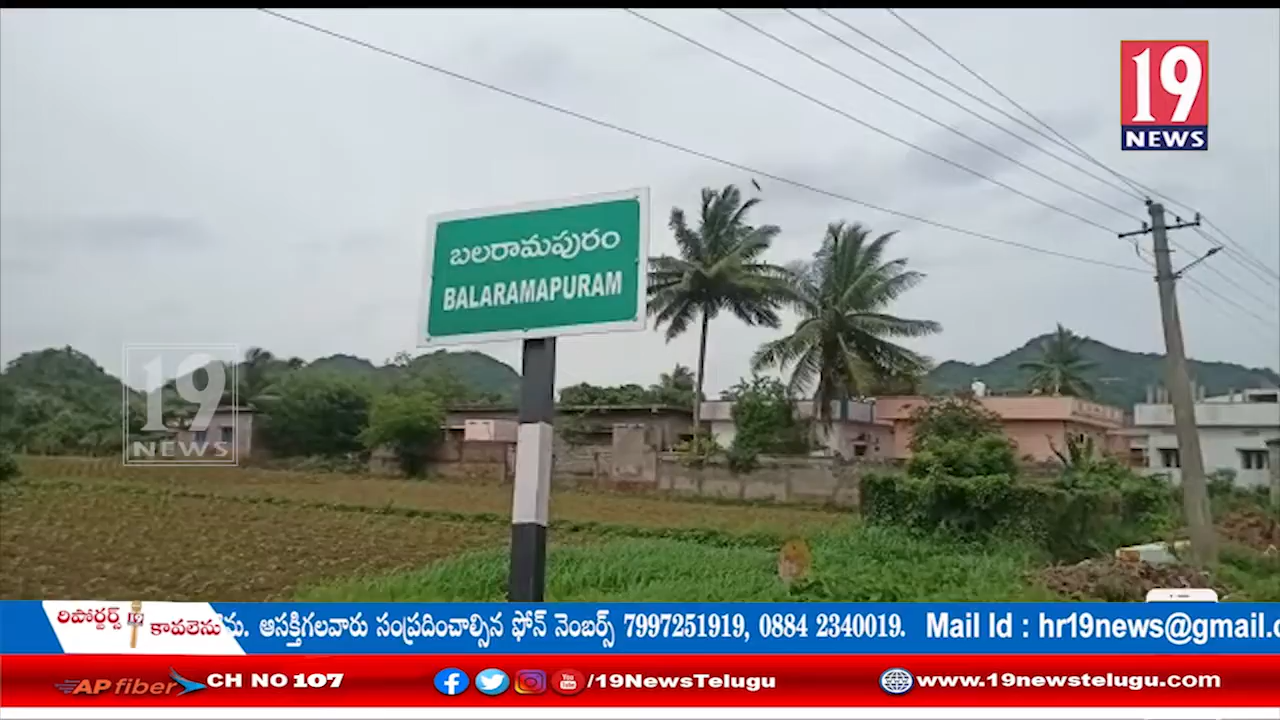 19
NEWS
బలరామపురం
BALARAMAPURAM
19
NEWS
రిపోర్టర్స్ 19 కావలెను
ము. ఆసక్తిగలవారు సంప్రదించాల్సిన ఫోన్ నెంబర్స్ 7997251919, 0884 2340019. Mail Id : hr19news@gmail.c
AP fiber CH NO 107
/19NewsTelugu
www.19newstelugu.com